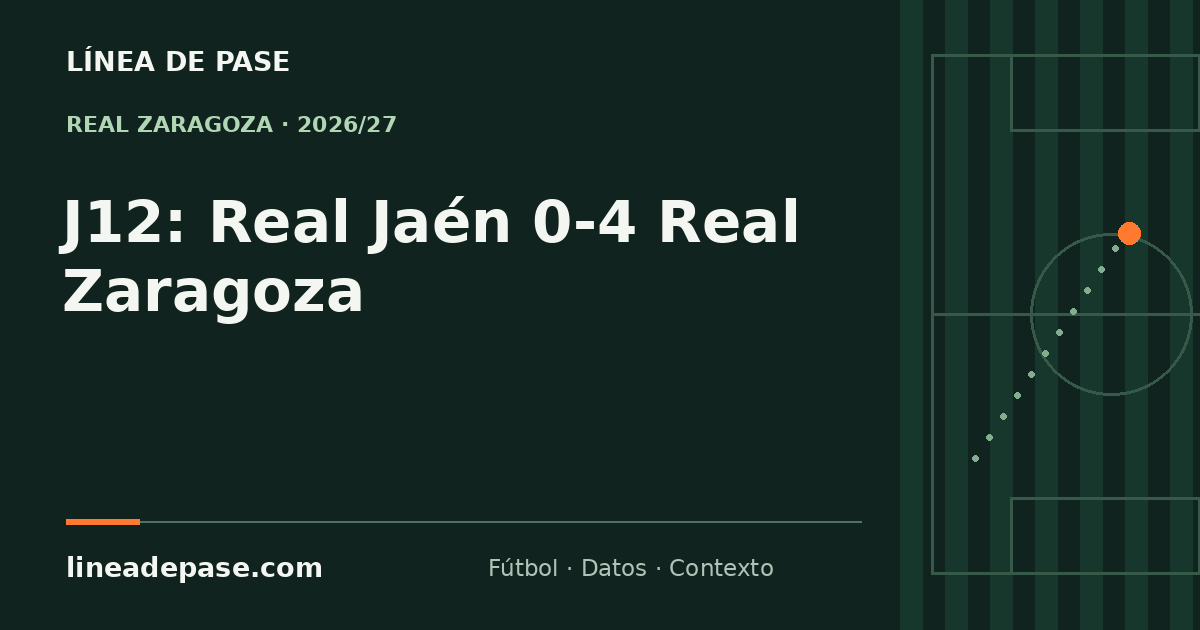 LÍNEA DE PASE
REAL ZARAGOZA · 2026/27
J12: Real Jaén 0-4 Real
Zaragoza
lineadepase.com
Fútbol · Datos · Contexto